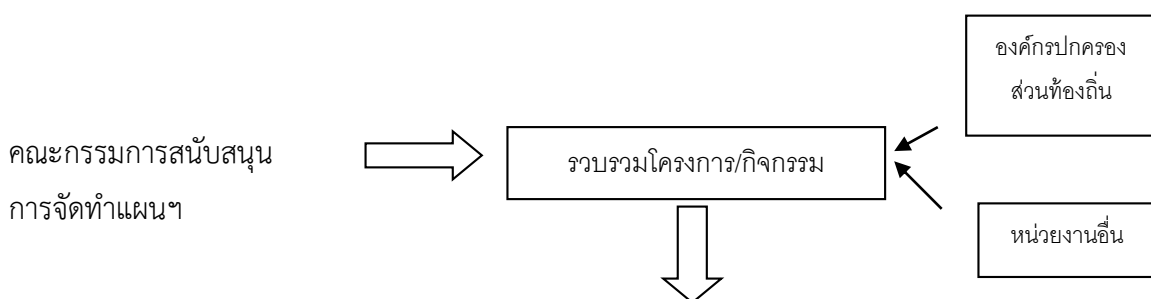 คณะกรรมการสนับสนุน
การจัดทำแผนฯ
รวบรวมโครงการ/กิจกรรม
องค์กรปกครอง
ส่วนท้องถิ่น
หน่วยงานอื่น